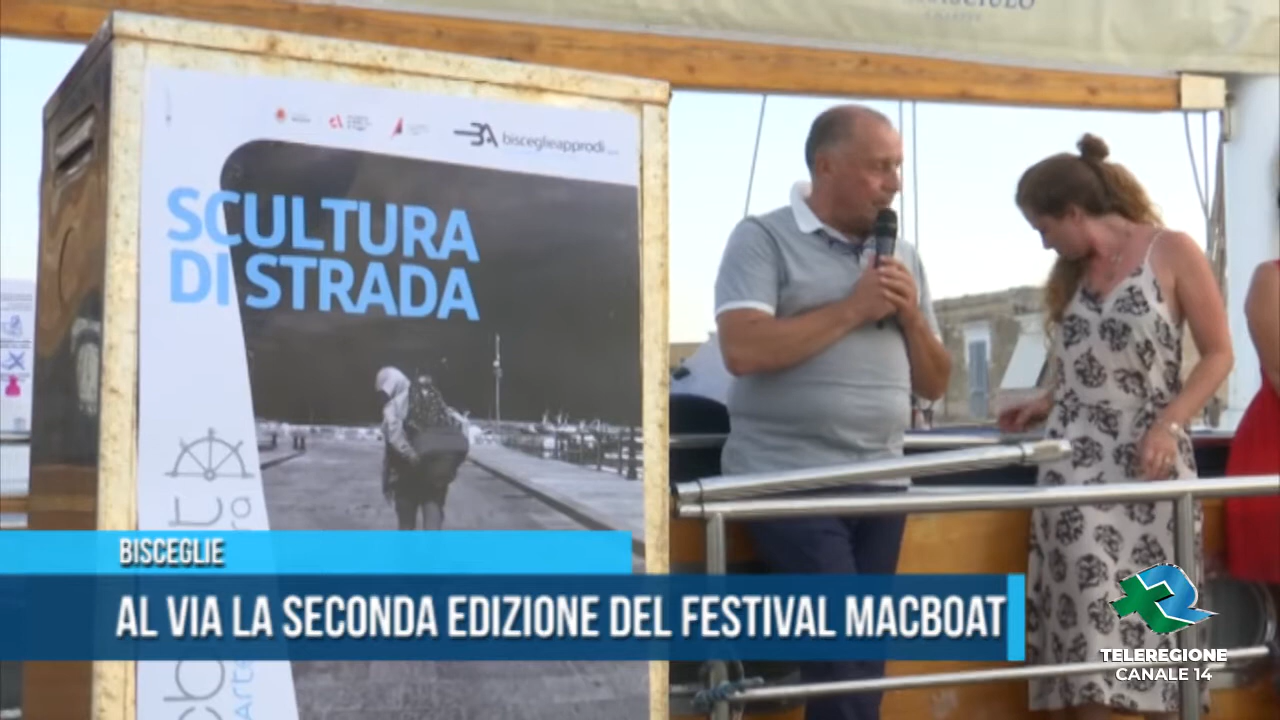 bisceglieapprodi
SCULTURA
DI STRADA
BISCEGLIE
AL VIA LA SECONDA EDIZIONE DEL FESTIVAL MACBOAT
TELEREGIONE
CANALE 14